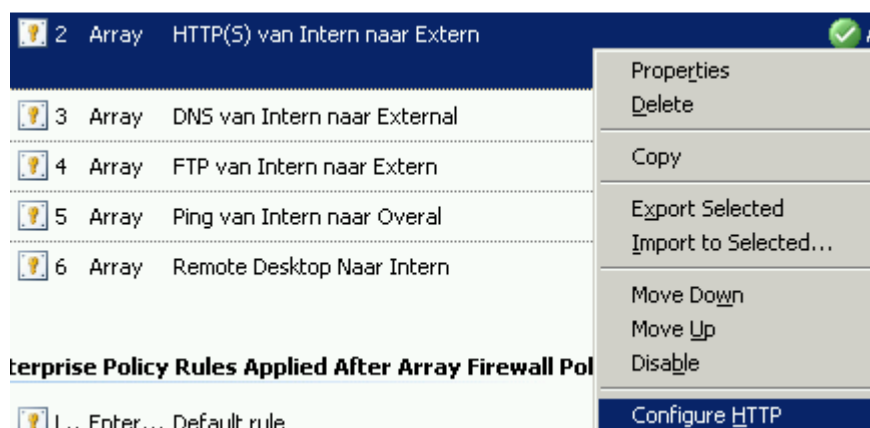 2 Array HTTP(S) van Intern naar Extern
3 Array DNS van Intern naar External
4 Array FTP van Intern naar Extern
5 Array Ping van Intern naar Overal
6 Array Remote Desktop Naar Intern
terprise Policy Rules Applied After Array Firewall Pol
L.. Enter... Default rule
Properties
Delete
Copy
Export Selected
Import to Selected...
Move Down
Move Up
Disable
Configure HTTP